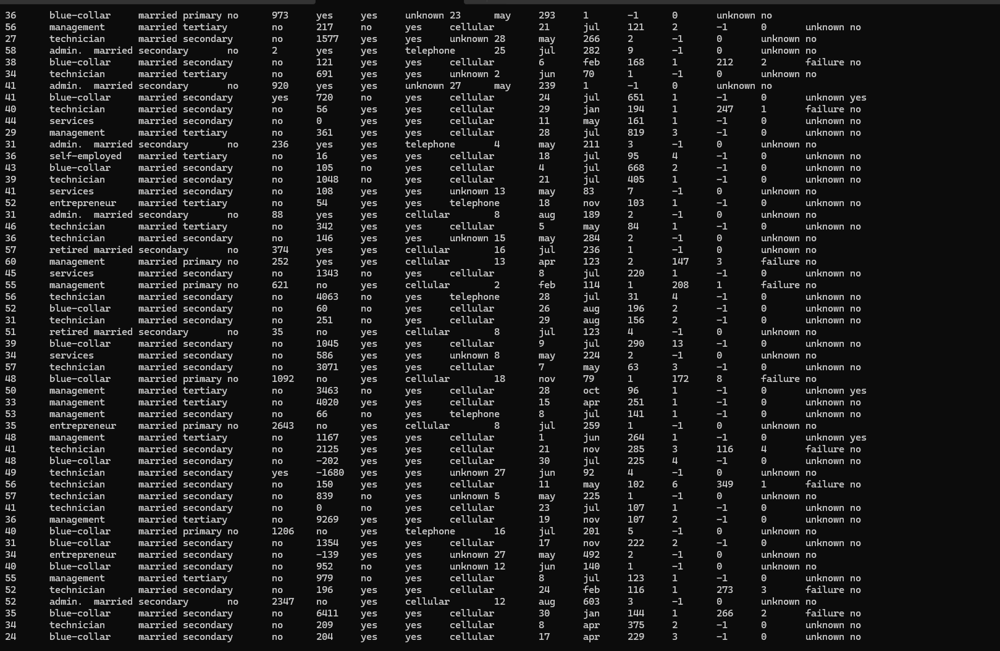 36 blue-collar married primary no 973 yes yes unknown 23 may 293 1 -1 0 unknown no
56 management married tertiary no 217 no yes cellular 21 jul 121 2 -1 0 unknown no
27 technician married secondary no 1577 yes yes unknown 28 may 266 2 -1 0 unknown no
58 admin. married secondary no 2 yes yes telephone 25 jul 282 9 -1 0 unknown no
38 blue-collar married secondary no 121 yes yes cellular 6 feb 168 1 212 2 failure no
34 technician married tertiary no 691 yes yes unknown 2 jun 70 1 -1 0 unknown no
41 admin. married secondary no 920 yes yes unknown 27 may 239 1 -1 0 unknown no
41 blue-collar married secondary yes 720 no yes cellular 24 jul 651 1 -1 0 unknown yes
40 technician married secondary no 56 yes yes cellular 29 jan 194 1 247 1 failure no
44 services married secondary no 0 yes yes cellular 11 may 161 1 -1 0 unknown no
29 management married tertiary no 361 yes yes cellular 28 jul 819 3 -1 0 unknown no
31 admin. married secondary no 236 yes yes telephone 4 may 211 3 -1 0 unknown no
36 self-employed married tertiary no 16 yes yes cellular 18 jul 95 4 -1 0 unknown no
43 blue-collar married secondary no 105 no yes cellular 4 jul 668 2 -1 0 unknown no
39 technician married secondary no 1048 no yes cellular 21 jul 405 1 -1 0 unknown no
41 services married secondary no 108 yes yes unknown 13 may 83 7 -1 0 unknown no
52 entrepreneur married tertiary no 54 yes yes telephone 18 nov 103 1 -1 0 unknown no
31 admin. married secondary no 88 yes yes cellular 8 aug 189 2 -1 0 unknown no
46 technician married tertiary no 342 yes yes cellular 5 may 84 1 -1 0 unknown no
36 technician married secondary no 146 yes yes unknown 15 may 284 2 -1 0 unknown no
57 retired married secondary no 374 yes yes cellular 16 jul 236 1 -1 0 unknown no
60 management married primary no 252 yes yes cellular 13 apr 123 2 147 3 failure no
45 services married secondary no 1343 no yes cellular 8 jul 220 1 -1 0 unknown no
55 management married primary no 621 no yes cellular 2 feb 114 1 208 1 failure no
56 technician married secondary no 4063 no yes telephone 28 jul 31 4 -1 0 unknown no
52 blue-collar married secondary no 60 no yes cellular 26 aug 196 2 -1 0 unknown no
31 technician married secondary no 251 no yes cellular 29 aug 156 2 -1 0 unknown no
51 retired married secondary no 35 no yes cellular 8 jul 123 4 -1 0 unknown no
39 blue-collar married secondary no 1045 yes yes cellular 9 jul 290 13 -1 0 unknown no
34 services married secondary no 586 yes yes unknown 8 may 224 2 -1 0 unknown no
57 technician married secondary no 3071 yes yes cellular 7 may 63 3 -1 0 unknown no
48 blue-collar married primary no 1092 no yes cellular 18 nov 79 1 172 8 failure no
50 management married tertiary no 3463 no yes cellular 28 oct 96 1 -1 0 unknown yes
33 management married tertiary no 4020 yes yes cellular 15 apr 251 1 -1 0 unknown no
53 management married secondary no 66 no yes telephone 8 jul 141 1 -1 0 unknown no
35 entrepreneur married primary no 2643 no yes cellular 8 jul 259 1 -1 0 unknown no
48 management married tertiary no 1167 yes yes cellular 1 jun 264 1 -1 0 unknown yes
41 technician married secondary no 2125 yes yes cellular 21 nov 285 3 116 4 failure no
48 blue-collar married secondary no -202 yes yes cellular 30 jul 225 4 -1 0 unknown no
49 technician married secondary yes -1680 yes yes unknown 27 jun 92 4 -1 0 unknown no
56 technician married secondary no 150 yes yes cellular 11 may 102 6 349 1 failure no
57 technician married secondary no 839 no yes unknown 5 may 225 1 -1 0 unknown no
41 technician married secondary no 0 no yes cellular 23 jul 107 1 -1 0 unknown no
36 management married tertiary no 9269 yes yes cellular 19 nov 107 2 -1 0 unknown no
40 blue-collar married primary no 1206 no yes telephone 16 jul 201 5 -1 0 unknown no
31 blue-collar married secondary no 1354 yes yes cellular 17 nov 222 2 -1 0 unknown no
34 entrepreneur married secondary no -139 yes yes unknown 27 may 492 2 -1 0 unknown no
40 blue-collar married secondary no 952 no yes unknown 12 jun 140 1 -1 0 unknown no
55 management married tertiary no 979 no yes cellular 8 jul 123 1 -1 0 unknown no
52 technician married secondary no 196 yes yes cellular 24 feb 116 1 273 3 failure no
52 admin. married secondary no 2347 no yes cellular 12 aug 603 3 -1 0 unknown no
35 blue-collar married secondary no 6411 yes yes cellular 30 jan 144 1 266 2 failure no
34 technician married secondary no 209 yes yes cellular 8 apr 375 2 -1 0 unknown no
24 blue-collar married secondary no 204 yes yes cellular 17 apr 229 3 -1 0 unknown no